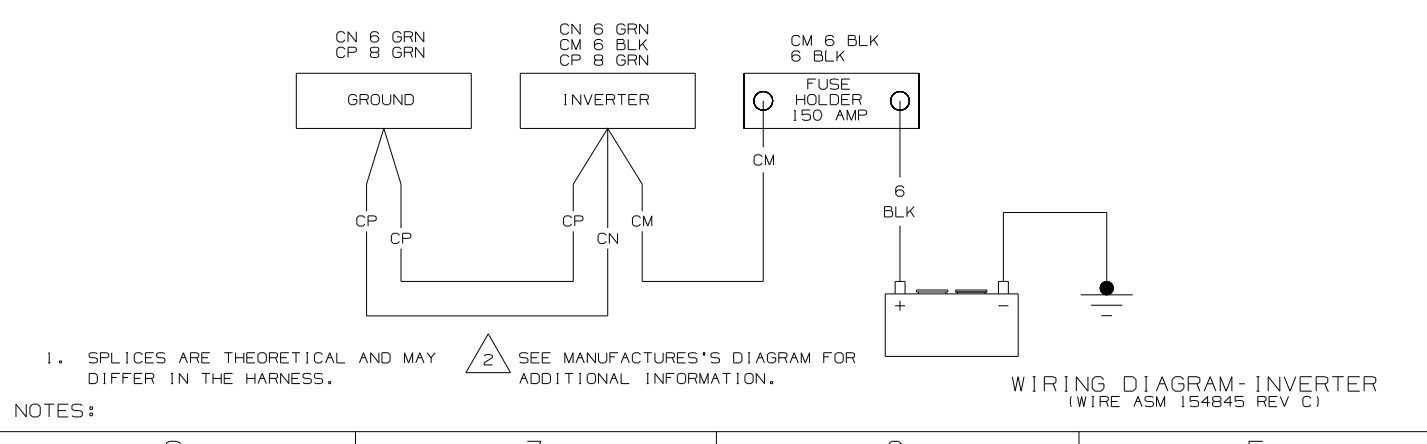 CN 6 GRN
CP 8 GRN
CN 6 GRN
CM 6 BLK
CP 8 GRN
CM 6 BLK
6 BLK
GROUND
INVERTER
FUSE
HOLDER
150 AMP
CM
6
BLK
CP
CP
CP
CN
CM
+
-
1. SPLICES ARE THEORETICAL AND MAY
DIFFER IN THE HARNESS.
2
SEE MANUFACTURES'S DIAGRAM FOR
ADDITIONAL INFORMATION.
WIRING DIAGRAM-INVERTER
(WIRE ASM 154845 REV C)
NOTES: